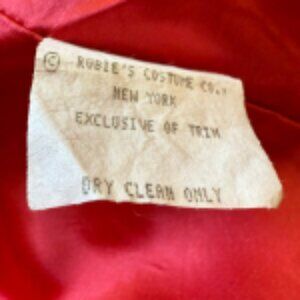 © RUBIE'S COSTUME CO.
NEW YORK
EXCLUSIVE OF TRIM
DRY CLEAN ONLY